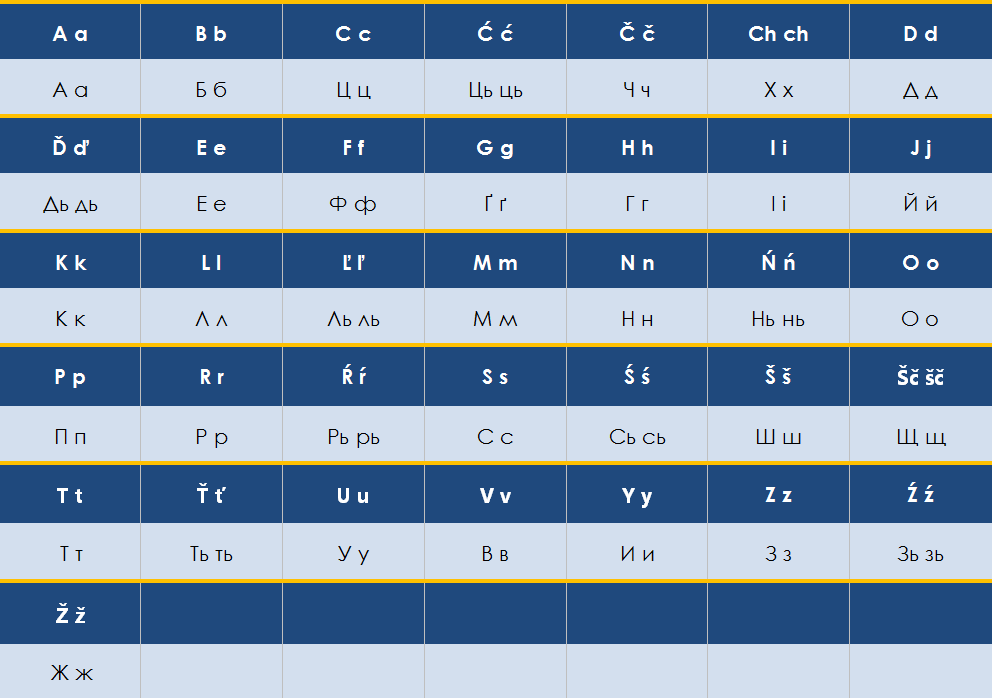 A a B b C c Ć ć Č č Ch ch D d
А а Б б Ц ц Ць ць Ч ч Х х Д д
Ď ď E e F f G g H h I i J j
Дь дь Е е Ф ф Ґ ґ Г г І і Й й
K k L l Ľ ľ M m N n Ń ń O o
К к Л л Ль ль М м Н н Нь нь О о
P p R r Ŕ ŕ S s Ś ś Š š Šč šč
П п Р р Рь рь С с Сь сь Ш ш Щ щ
T t Ť ť U u V v Y y Z z Ź ź
Т т Ть ть У у В в И и З з Зь зь
Ž ž
Ж ж